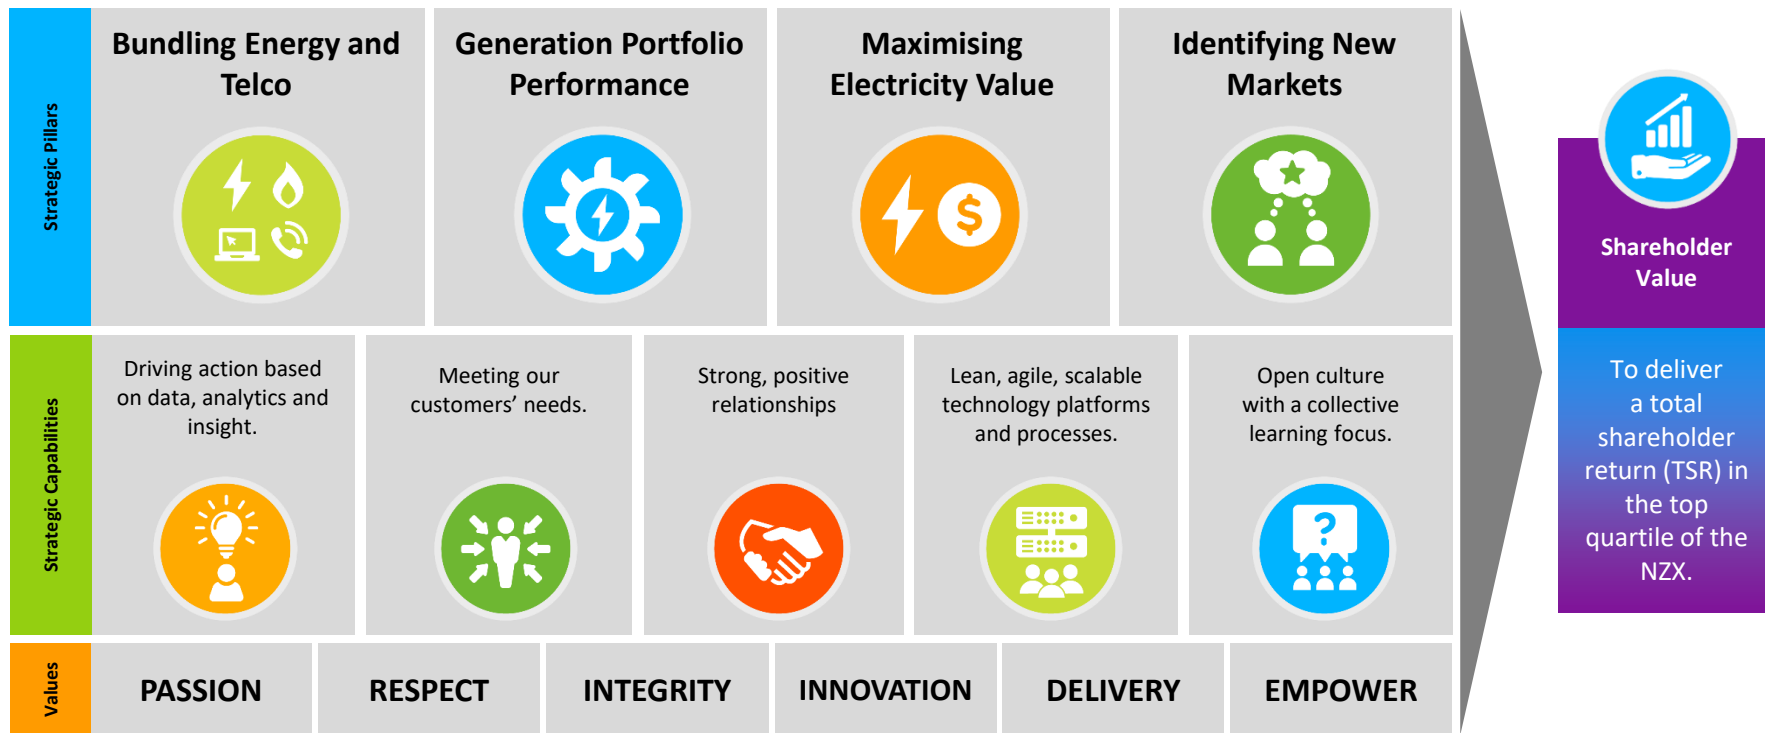 Strategic Pillars
Bundling Energy and
Telco
Generation Portfolio
Performance
Maximising
Electricity Value
$
Identifying New
Markets
Strategic Capabilities
Driving action based
on data, analytics and
insight.
Meeting our
customers’ needs.
Strong, positive
relationships
Lean, agile, scalable
technology platforms
and processes.
Open culture
with a collective
learning focus.
?
Values
PASSION
RESPECT
INTEGRITY
INNOVATION
DELIVERY
EMPOWER
Shareholder
Value
To deliver
a total
shareholder
return (TSR) in
the top
quartile of the
NZX.